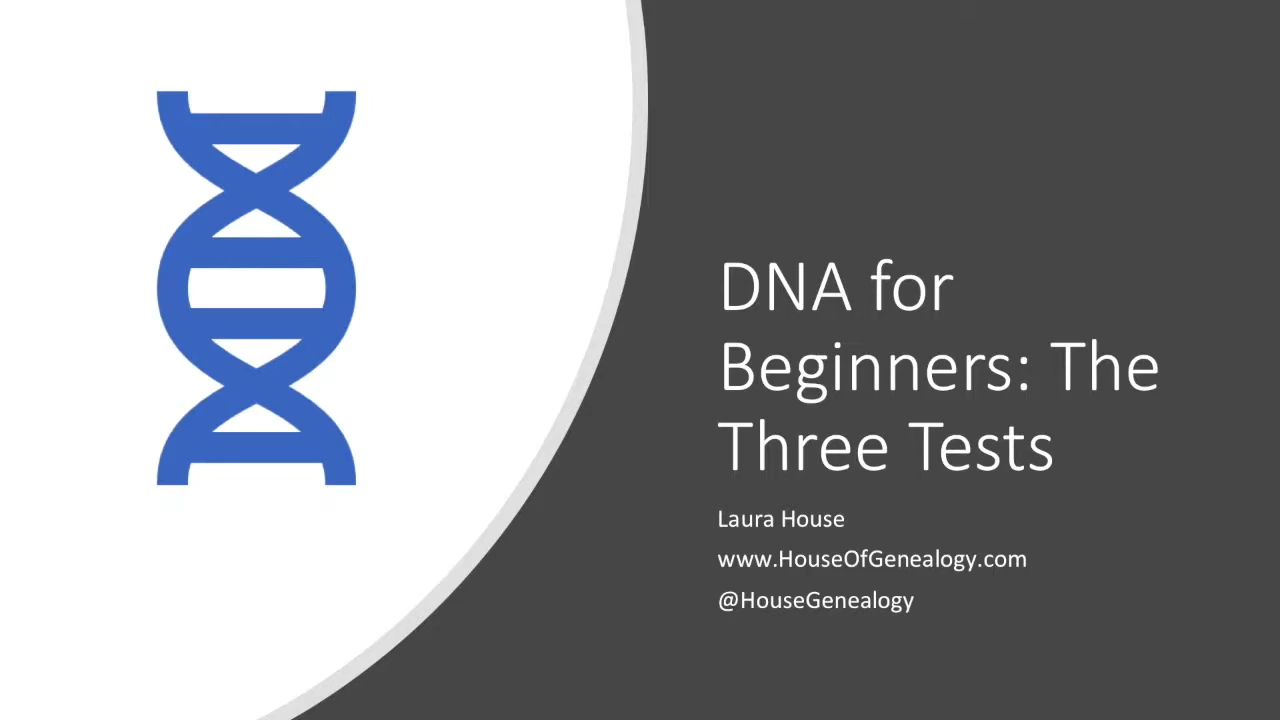 DNA for
Beginners: The
Three Tests
Laura House
www.HouseOfGenealogy.com
@HouseGenealogy